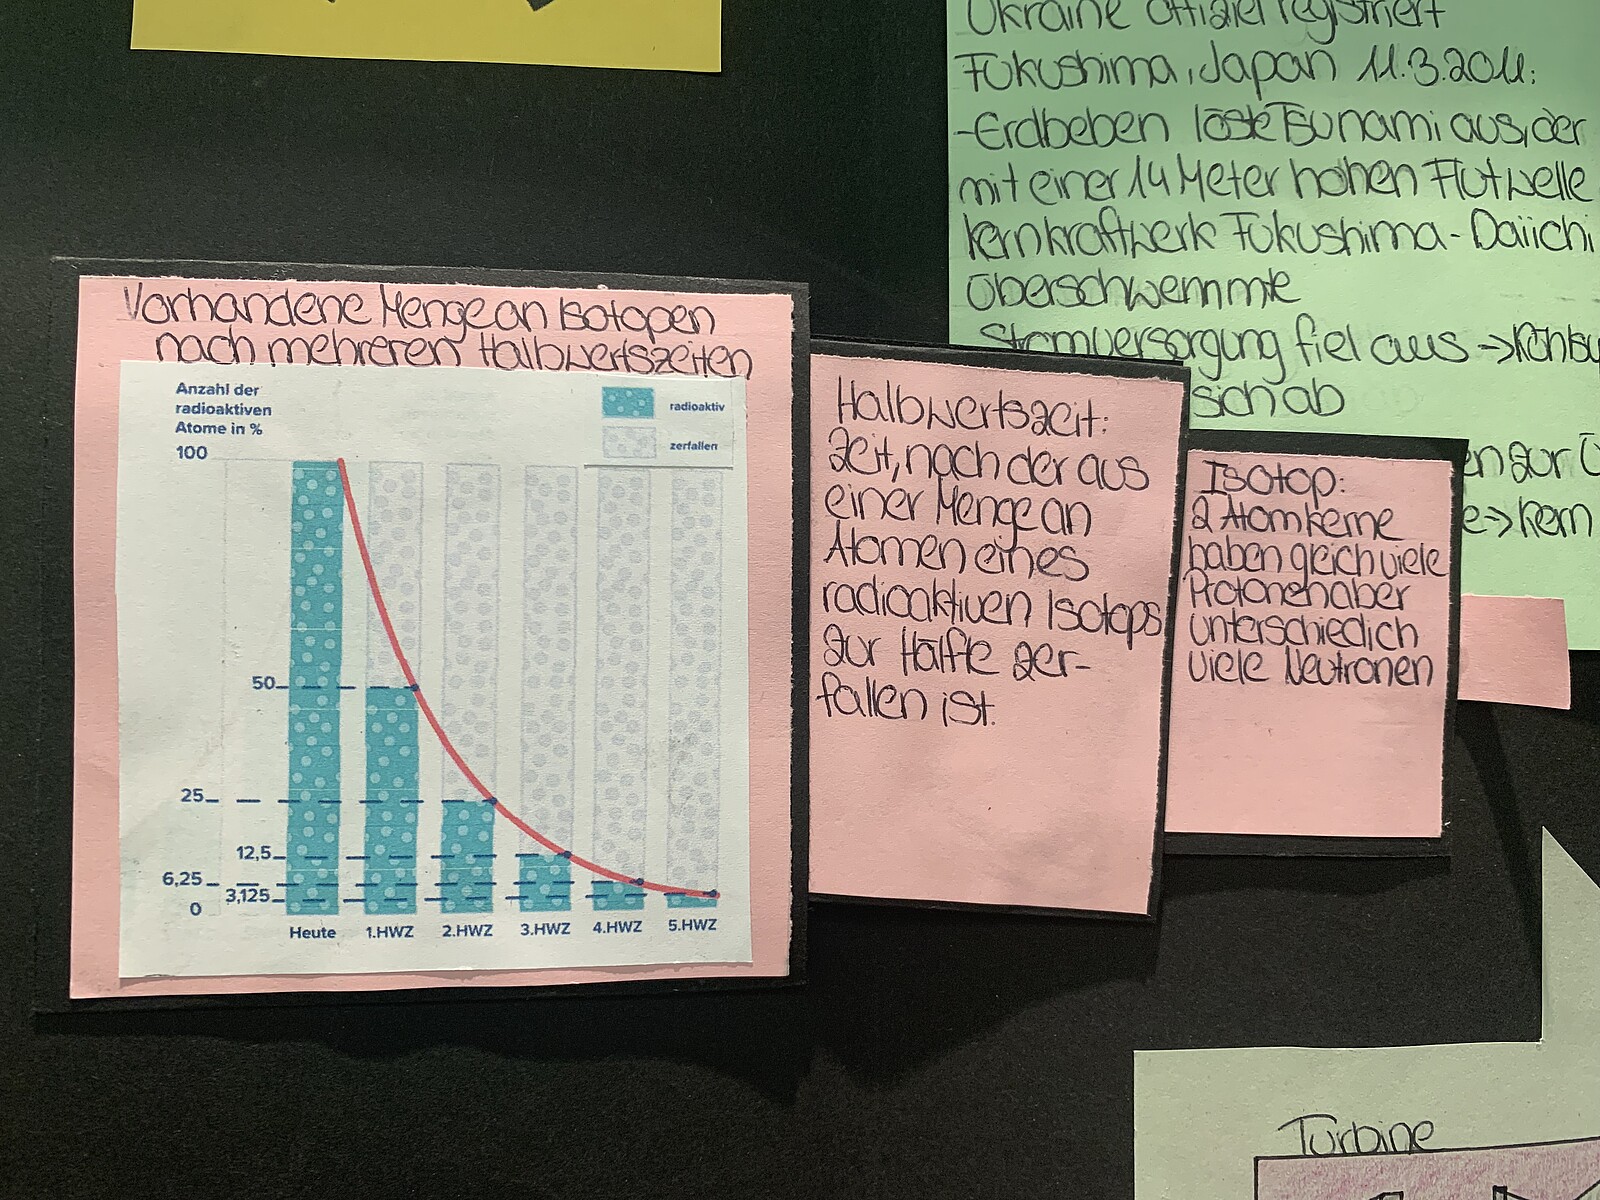 Vorhandene Menge an Isotopen
nach mehreren Halbwertszeiten
Anzahl der
radioaktiven
Atome in %
radioaktiv
zerfallen
100
50
25
12,5
6,25
3,125
0
Heute 1.HWZ 2.HWZ 3.HWZ 4.HWZ 5.HWZ
Halbwertszeit:
Zeit, nach der aus
einer Menge an
Atomen eines
radioaktiven Isotops
zur Hälfte zer-
fallen ist.
Isotop:
2 Atomkerne
haben gleich viele
Protonen aber
unterschiedlich
viele Neutronen
Ukraine offiziel registriert
Fukushima, Japan 11.3.2011:
-Erdbeben löste Tsunami aus, der
mit einer 14 Meter hohen Flutwelle
Kernkraftwerk Fukushima-Daiichi
überschwemmte
Stromversorgung fiel aus →
sich ab
zur
→ Kern
Turbine